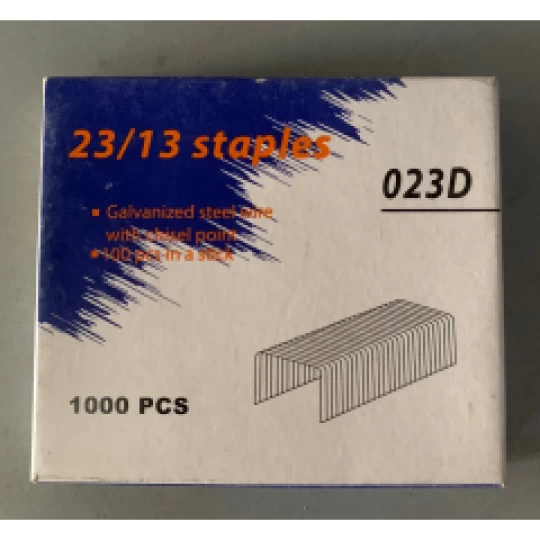 23/13 staples
023D
▪ Galvanized steel wire
with chisel point
▪ 100 pcs in a stick
1000 PCS